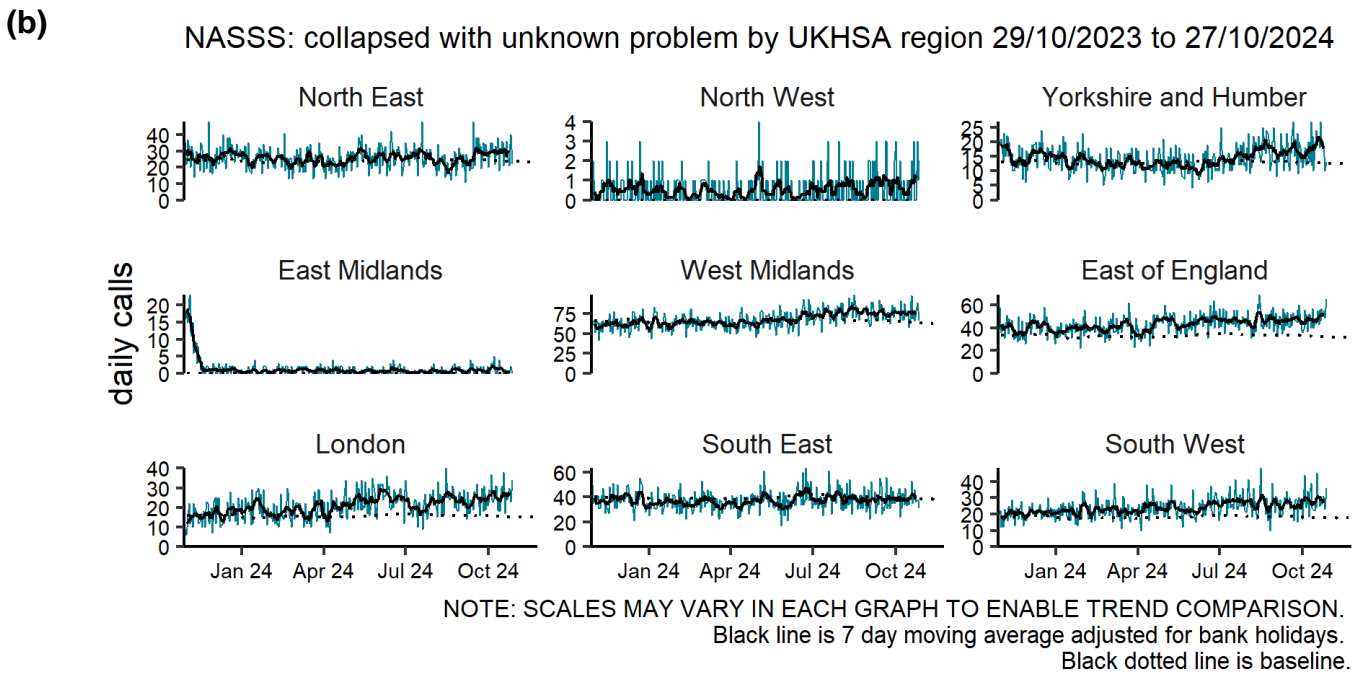 (b)
NASSS: collapsed with unknown problem by UKHSA region 29/10/2023 to 27/10/2024
daily calls
North East
40
30
20
10
0
North West
4
3
2
1
0
Yorkshire and Humber
25
20
15
10
5
0
East Midlands
20
15
10
5
0
West Midlands
75
50
25
0
East of England
60
40
20
0
London
40
30
20
10
0
Jan 24 Apr 24 Jul 24 Oct 24
South East
60
40
20
0
Jan 24 Apr 24 Jul 24 Oct 24
South West
40
30
20
10
0
Jan 24 Apr 24 Jul 24 Oct 24
NOTE: SCALES MAY VARY IN EACH GRAPH TO ENABLE TREND COMPARISON.
Black line is 7 day moving average adjusted for bank holidays.
Black dotted line is baseline.